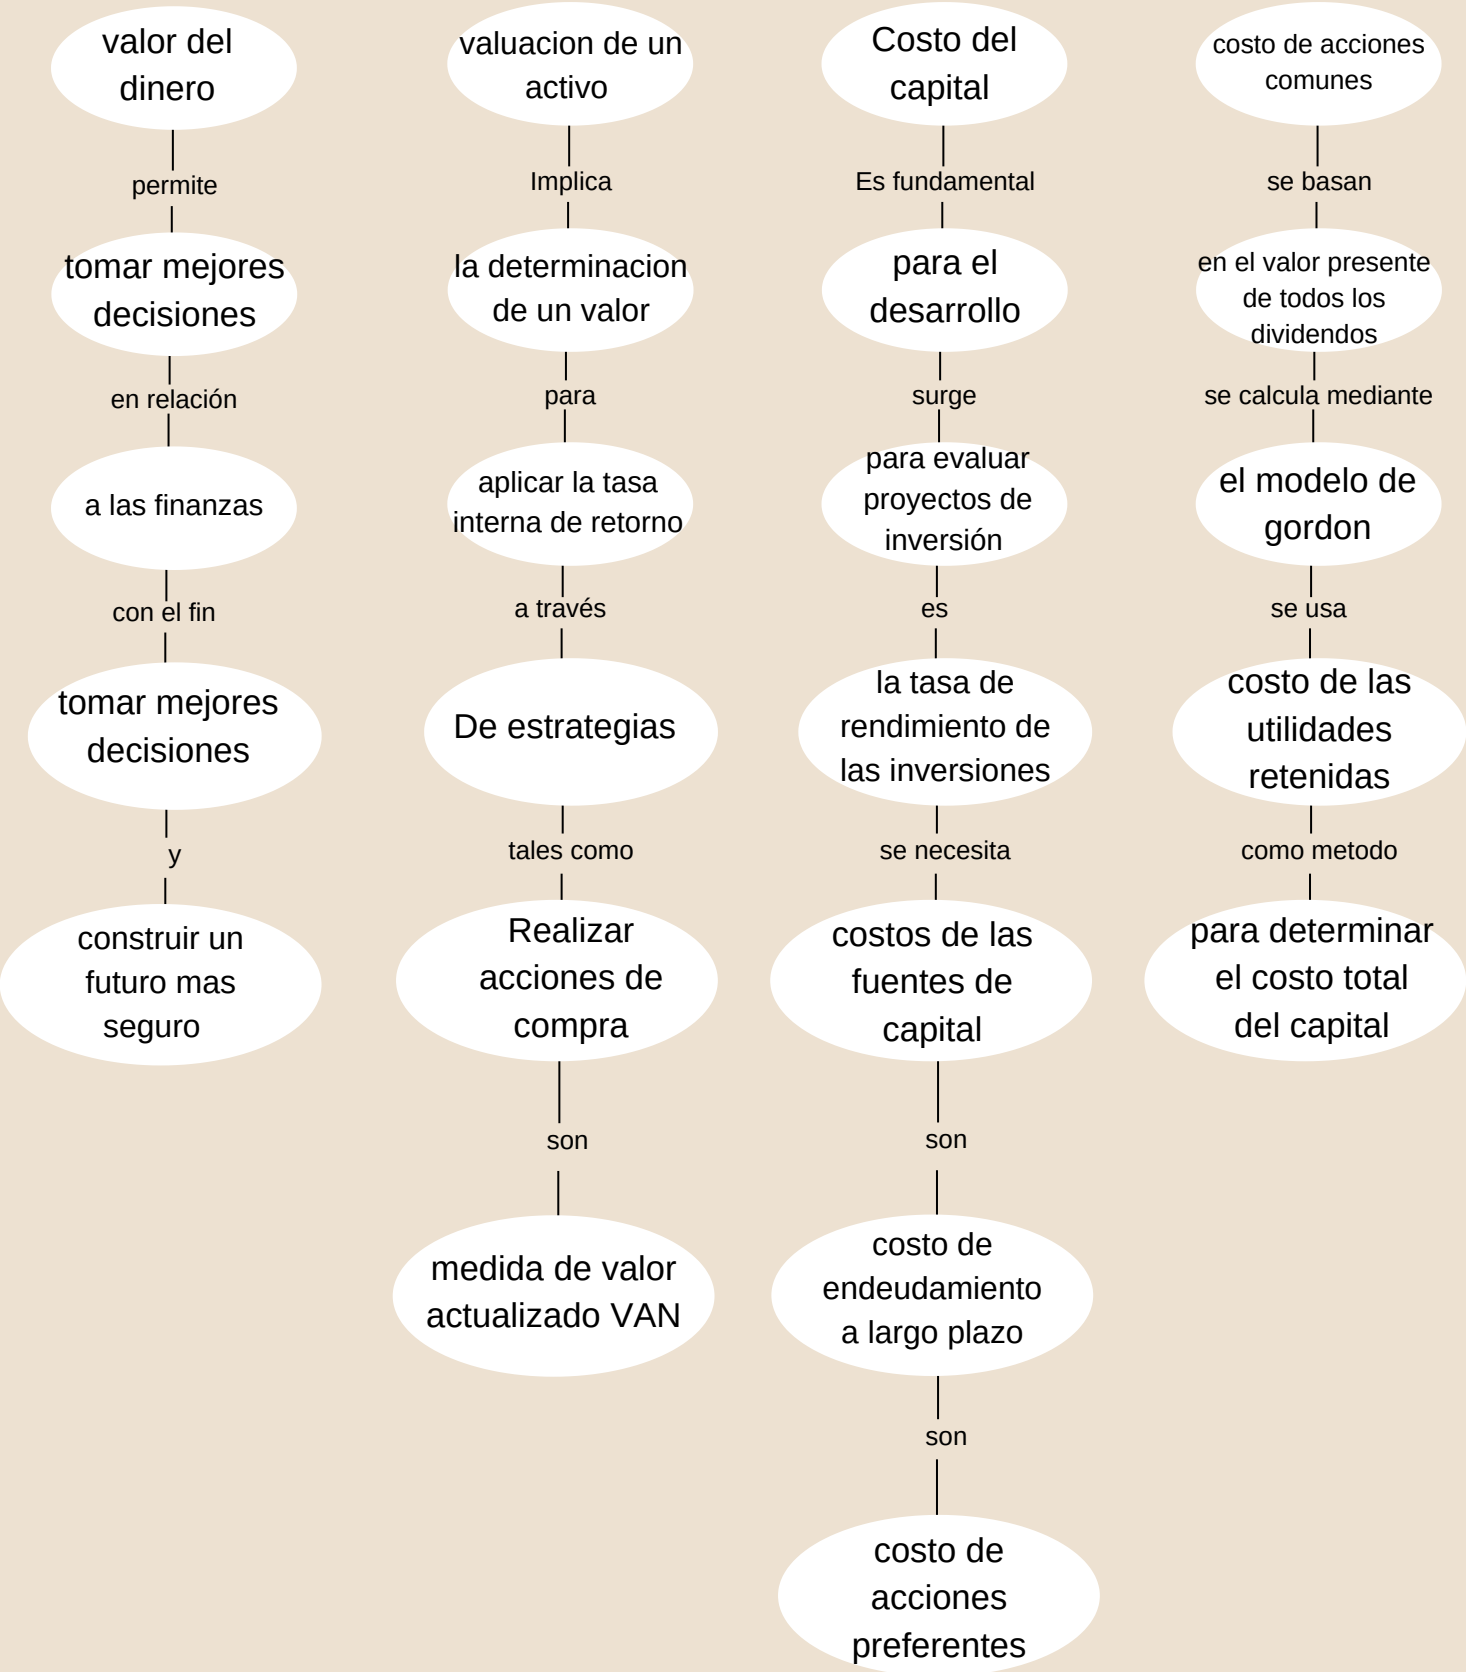 valor del
dinero
permite
tomar mejores
decisiones
en relación
a las finanzas
con el fin
tomar mejores
decisiones
y
construir un
futuro mas
seguro
valuacion de un
activo
Implica
la determinacion
de un valor
para
aplicar la tasa
interna de retorno
a través
De estrategias
tales como
Realizar
acciones de
compra
son
medida de valor
actualizado VAN
Costo del
capital
Es fundamental
para el
desarrollo
surge
para evaluar
proyectos de
inversión
es
la tasa de
rendimiento de
las inversiones
se necesita
costos de las
fuentes de
capital
son
costo de
endeudamiento
a largo plazo
son
costo de
acciones
preferentes
costo de acciones
comunes
se basan
en el valor presente
de todos los
dividendos
se calcula mediante
el modelo de
gordon
se usa
costo de las
utilidades
retenidas
como metodo
para determinar
el costo total
del capital